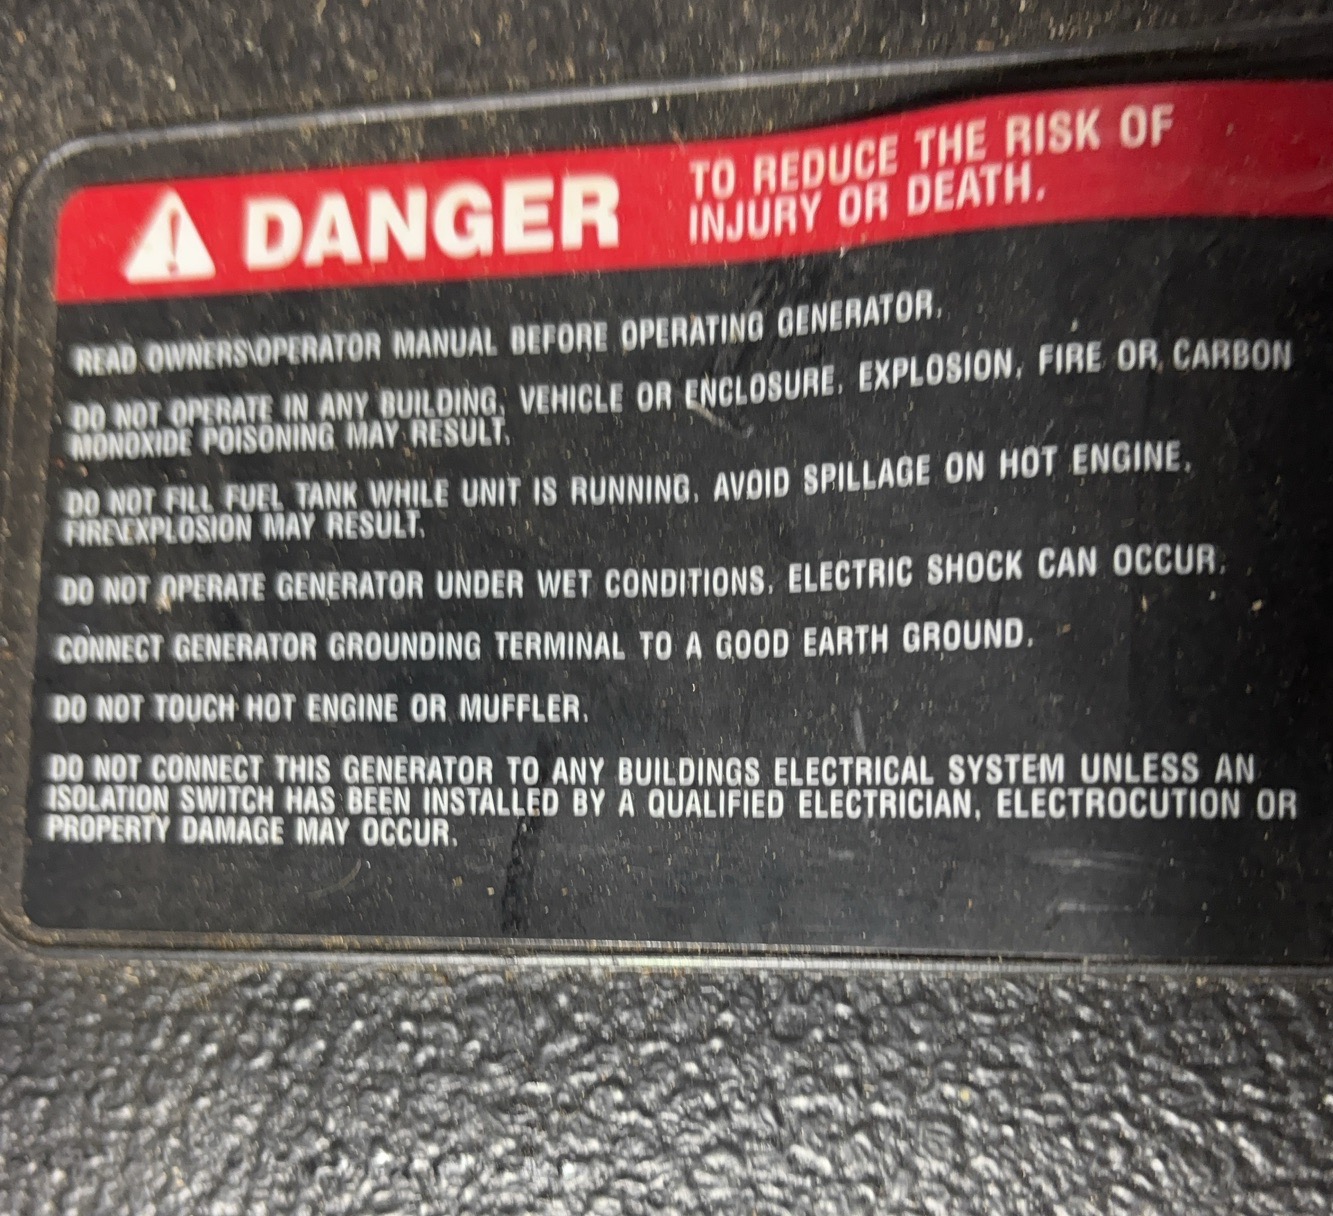 DANGER
TO REDUCE THE RISK OF
INJURY OR DEATH.
READ OWNERS\OPERATOR MANUAL BEFORE OPERATING GENERATOR.
DO NOT OPERATE IN ANY BUILDING, VEHICLE OR ENCLOSURE, EXPLOSION, FIRE OR CARBON
MONOXIDE POISONING MAY RESULT.
DO NOT FILL FUEL TANK WHILE UNIT IS RUNNING, AVOID SPILLAGE ON HOT ENGINE,
FIRE\EXPLOSION MAY RESULT.
DO NOT OPERATE GENERATOR UNDER WET CONDITIONS, ELECTRIC SHOCK CAN OCCUR.
CONNECT GENERATOR GROUNDING TERMINAL TO A GOOD EARTH GROUND.
DO NOT TOUCH HOT ENGINE OR MUFFLER.
DO NOT CONNECT THIS GENERATOR TO ANY BUILDINGS ELECTRICAL SYSTEM UNLESS AN
ISOLATION SWITCH HAS BEEN INSTALLED BY A QUALIFIED ELECTRICIAN, ELECTROCUTION OR
PROPERTY DAMAGE MAY OCCUR.